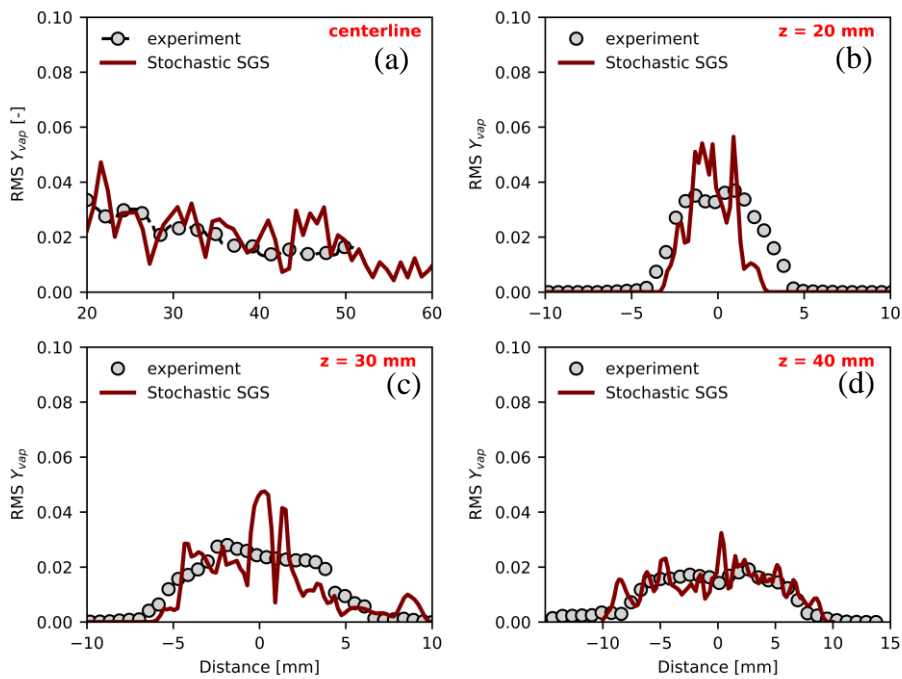 0.10
0.08
0.06
0.04
0.02
0.00
RMS Y_vap [-]
20 30 40 50 60
experiment
Stochastic SGS
centerline
(a)
0.10
0.08
0.06
0.04
0.02
0.00
RMS Y_vap
−10 −5 0 5 10
experiment
Stochastic SGS
z = 20 mm
(b)
0.10
0.08
0.06
0.04
0.02
0.00
RMS Y_vap
−10 −5 0 5 10
Distance [mm]
experiment
Stochastic SGS
z = 30 mm
(c)
0.10
0.08
0.06
0.04
0.02
0.00
RMS Y_vap
−10 −5 0 5 10 15
Distance [mm]
experiment
Stochastic SGS
z = 40 mm
(d)